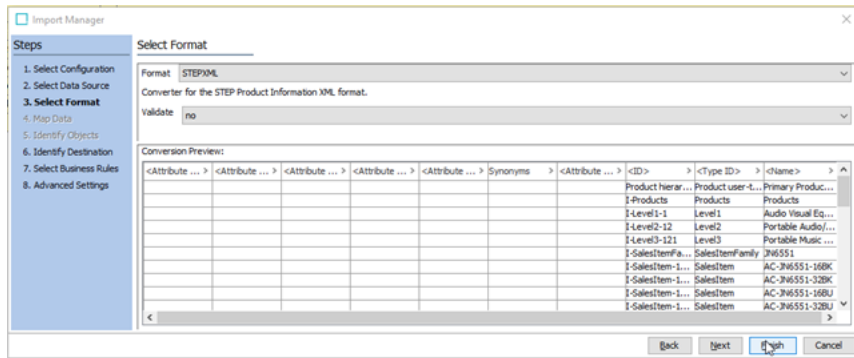 Import Manager
Steps
Select Format
1. Select Configuration
2. Select Data Source
3. Select Format
4. Map Data
5. Identify Objects
6. Identify Destination
7. Select Business Rules
8. Advanced Settings
Format STEPXML
Converter for the STEP Product Information XML format.
Validate no
Conversion Preview:
<Attribute ... > <Attribute ... > <Attribute ... > <Attribute ... > <Attribute ... > Synonyms > <Attribute ... > <ID> > <Type ID> > <Name> >
Product hierar... Product user-t... Primary Produc...
I-Products Products Products
I-Level1-1 Level1 Audio Visual Eq...
I-Level2-12 Level2 Portable Audio/...
I-Level3-121 Level3 Portable Music ...
I-SalesItemFa... SalesItemFamily JN6551
I-SalesItem-1... SalesItem AC-JN6551-16BK
I-SalesItem-1... SalesItem AC-JN6551-32BK
I-SalesItem-1... SalesItem AC-JN6551-16BU
I-SalesItem-1... SalesItem AC-JN6551-32BU
Back Next Finish Cancel